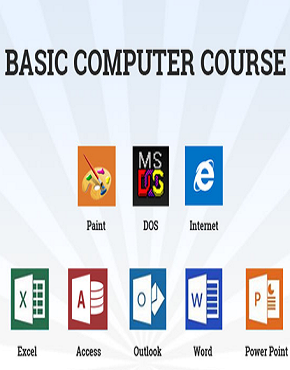 BASIC COMPUTER COURSE
MS
DOS
Paint DOS Internet
X A O W P
Excel Access Outlook Word Power Point